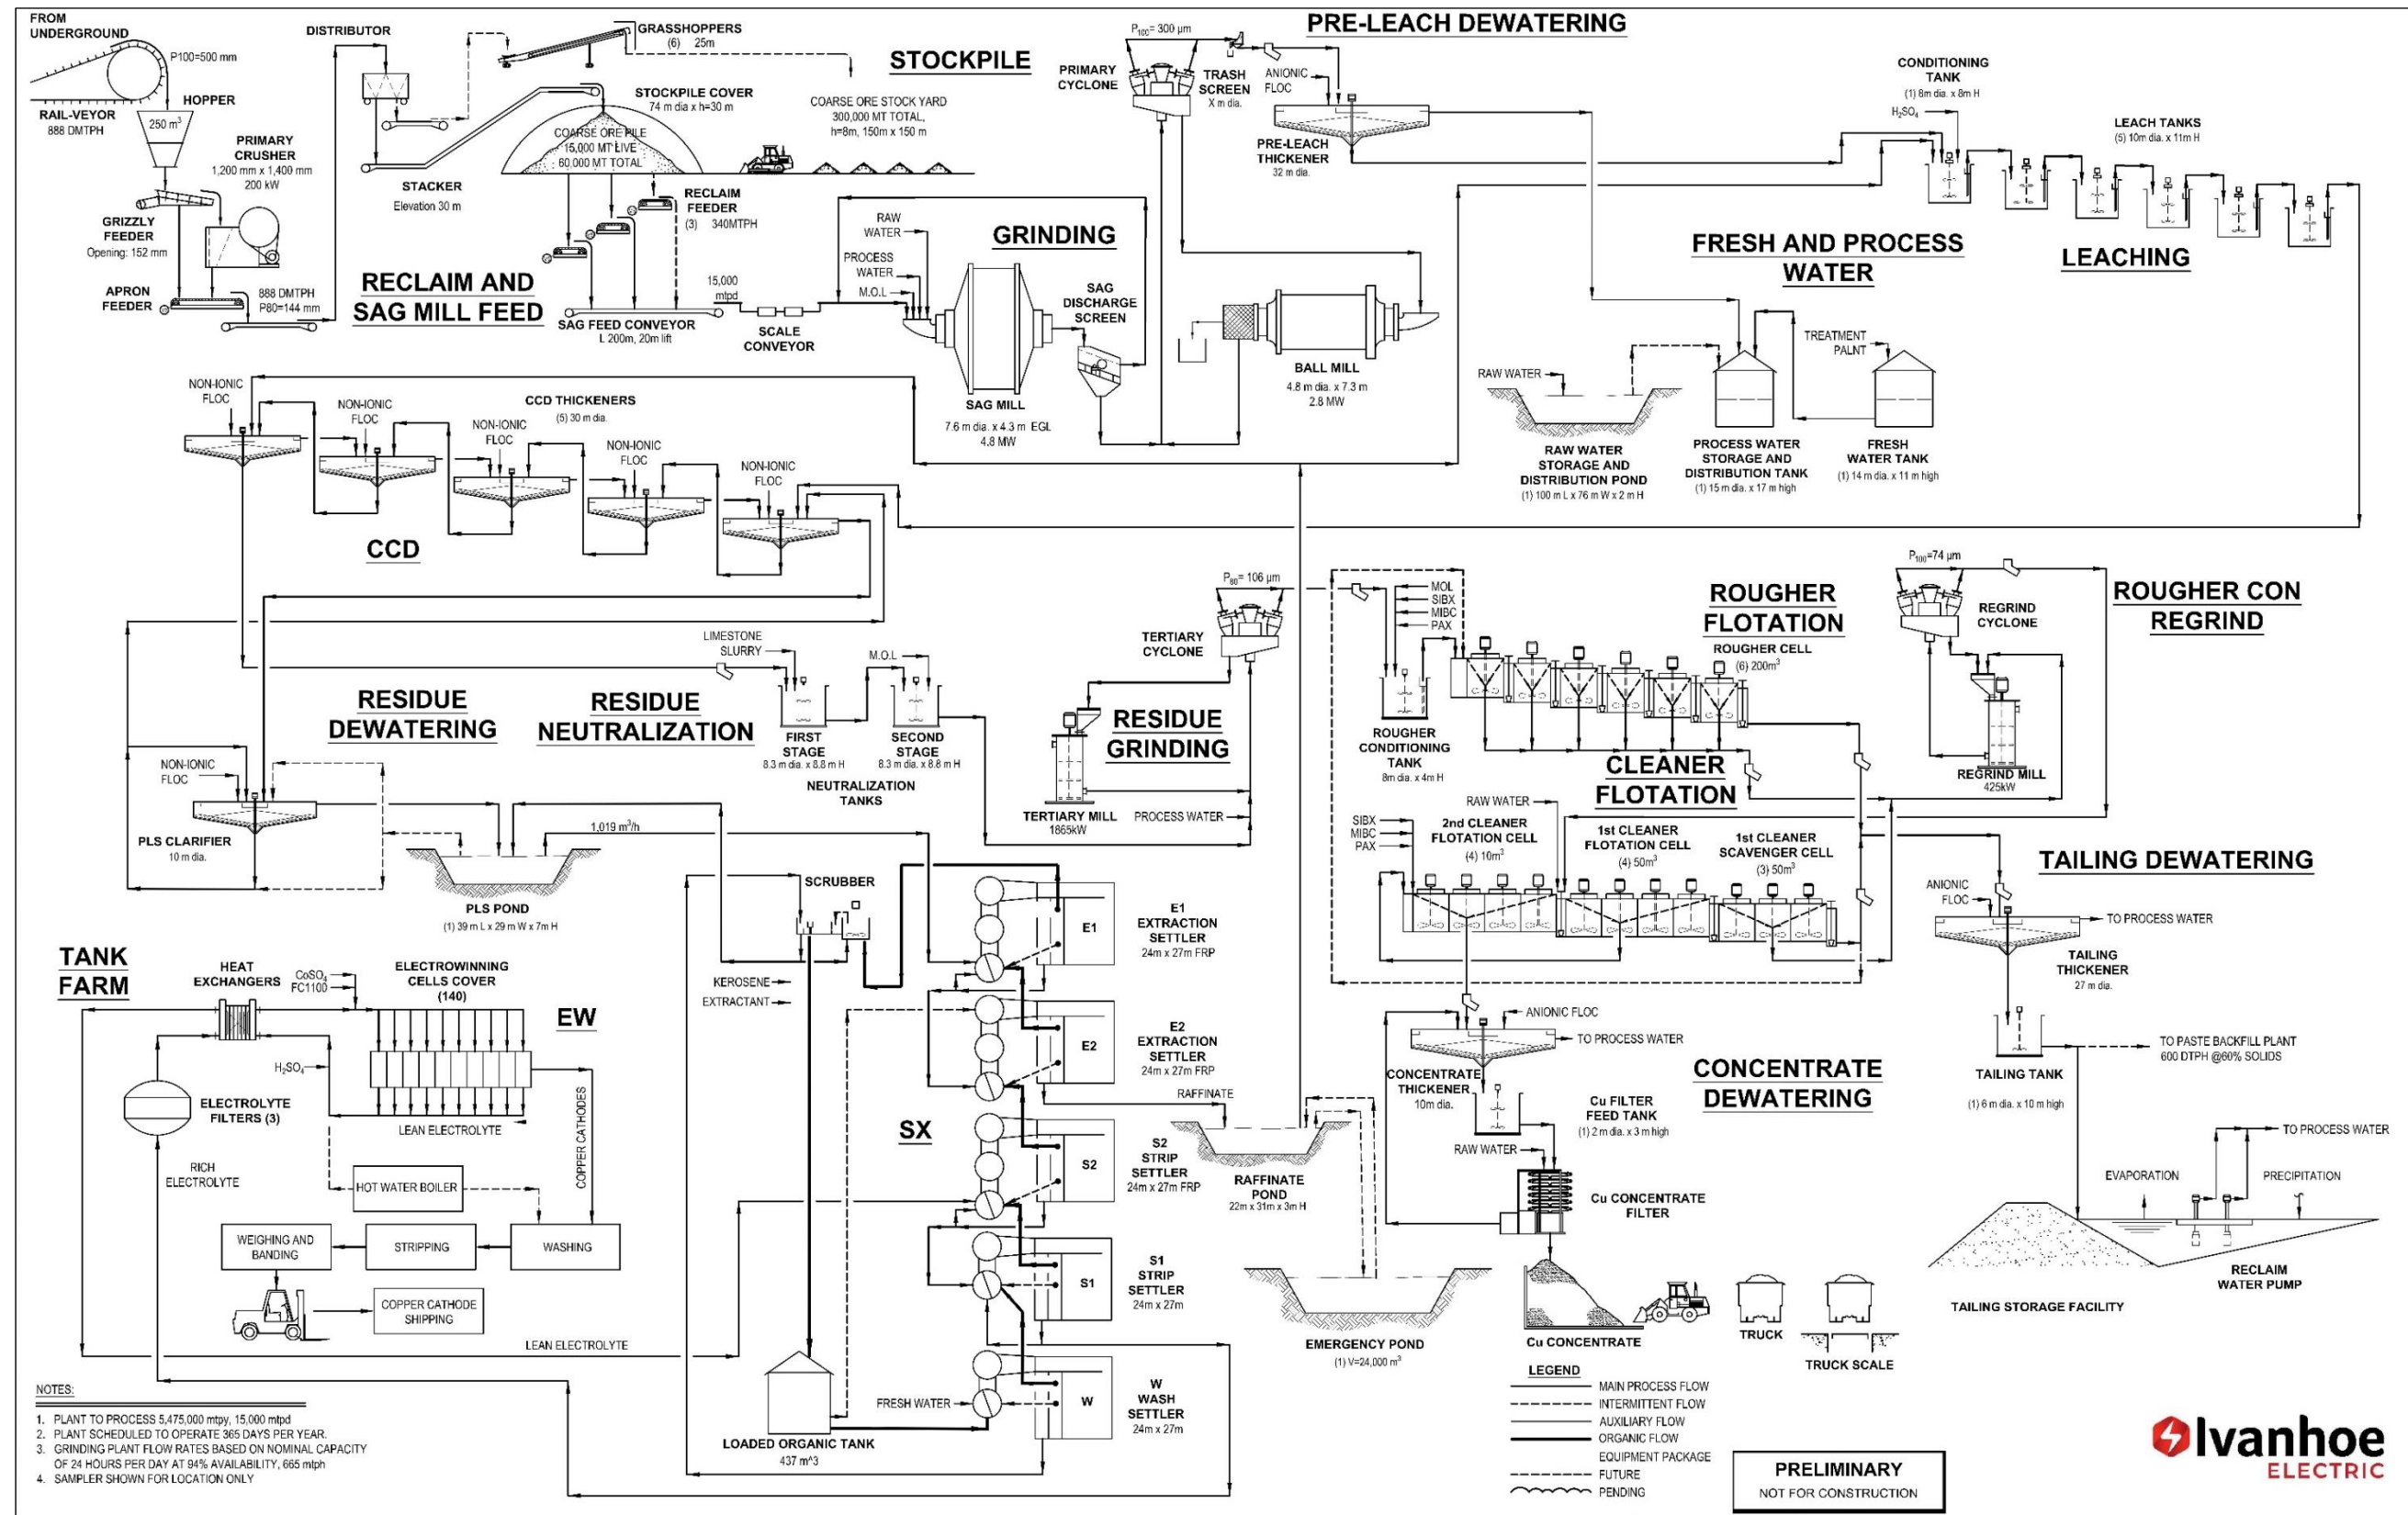 FROM
UNDERGROUND
P100=500 mm
RAIL-VEYOR
888 DMTPH
HOPPER
250 m³
PRIMARY
CRUSHER
1,200 mm x 1,400 mm
200 kW
GRIZZLY
FEEDER
Opening: 152 mm
APRON
FEEDER
888 DMTPH
P80=144 mm
DISTRIBUTOR
STACKER
Elevation 30 m
GRASSHOPPERS
(6) 25m
STOCKPILE
STOCKPILE COVER
74 m dia x h=30 m
COARSE ORE PILE
15,000 MT LIVE
60,000 MT TOTAL
COARSE ORE STOCK YARD
300,000 MT TOTAL,
h=8m, 150m x 150 m
RECLAIM
FEEDER
(3) 340MTPH
RECLAIM AND
SAG MILL FEED
SAG FEED CONVEYOR
L 200m, 20m lift
15,000
mtpd
SCALE
CONVEYOR
RAW
WATER
PROCESS
WATER
M.O.L
GRINDING
SAG
DISCHARGE
SCREEN
SAG MILL
7.6 m dia. x 4.3 m EGL
4.8 MW
BALL MILL
4.8 m dia. x 7.3 m
2.8 MW
P₁₀₀= 300 µm
PRIMARY
CYCLONE
TRASH
SCREEN
X m dia.
PRE-LEACH DEWATERING
ANIONIC
FLOC
PRE-LEACH
THICKENER
32 m dia.
CONDITIONING
TANK
(1) 8m dia. x 8m H
H₂SO₄
LEACH TANKS
(5) 10m dia. x 11m H
LEACHING
FRESH AND PROCESS
WATER
TREATMENT
PALNT
RAW WATER
RAW WATER
STORAGE AND
DISTRIBUTION POND
(1) 100 m L x 76 m W x 2 m H
PROCESS WATER
STORAGE AND
DISTRIBUTION TANK
(1) 15 m dia. x 17 m high
FRESH
WATER TANK
(1) 14 m dia. x 11 m high
NON-IONIC
FLOC
NON-IONIC
FLOC
CCD THICKENERS
(5) 30 m dia.
NON-IONIC
FLOC
NON-IONIC
FLOC
NON-IONIC
FLOC
CCD
RESIDUE
DEWATERING
RESIDUE
NEUTRALIZATION
LIMESTONE
SLURRY
M.O.L
FIRST
STAGE
8.3 m dia. x 8.8 m H
SECOND
STAGE
8.3 m dia. x 8.8 m H
NEUTRALIZATION
TANKS
P₈₀= 106 µm
TERTIARY
CYCLONE
RESIDUE
GRINDING
TERTIARY MILL
1865kW
PROCESS WATER
MOL
SIBX
MIBC
PAX
ROUGHER
CONDITIONING
TANK
8m dia. x 4m H
ROUGHER
FLOTATION
ROUGHER CELL
(6) 200m³
P₁₀₀=74 µm
REGRIND
CYCLONE
ROUGHER CON
REGRIND
REGRIND MILL
425kW
CLEANER
FLOTATION
RAW WATER
SIBX
MIBC
PAX
2nd CLEANER
FLOTATION CELL
(4) 10m³
1st CLEANER
FLOTATION CELL
(4) 50m³
1st CLEANER
SCAVENGER CELL
(3) 50m³
TAILING DEWATERING
ANIONIC
FLOC
TO PROCESS WATER
TAILING
THICKENER
27 m dia.
TO PASTE BACKFILL PLANT
600 DTPH @60% SOLIDS
TAILING TANK
(1) 6 m dia. x 10 m high
TO PROCESS WATER
EVAPORATION
PRECIPITATION
RECLAIM
WATER PUMP
TAILING STORAGE FACILITY
NON-IONIC
FLOC
PLS CLARIFIER
10 m dia.
1,019 m³/h
PLS POND
(1) 39 m L x 29 m W x 7m H
SCRUBBER
KEROSENE
EXTRACTANT
E1
E1
EXTRACTION
SETTLER
24m x 27m FRP
E2
E2
EXTRACTION
SETTLER
24m x 27m FRP
RAFFINATE
SX
S2
S2
STRIP
SETTLER
24m x 27m FRP
S1
S1
STRIP
SETTLER
24m x 27m
W
W
WASH
SETTLER
24m x 27m
FRESH WATER
LOADED ORGANIC TANK
437 m^3
RAFFINATE
POND
22m x 31m x 3m H
EMERGENCY POND
(1) V=24,000 m³
ANIONIC FLOC
TO PROCESS WATER
CONCENTRATE
THICKENER
10m dia.
CONCENTRATE
DEWATERING
Cu FILTER
FEED TANK
(1) 2 m dia. x 3 m high
RAW WATER
Cu CONCENTRATE
FILTER
Cu CONCENTRATE
TRUCK
TRUCK SCALE
TANK
FARM
HEAT
EXCHANGERS
CoSO₄
FC1100
ELECTROWINNING
CELLS COVER
(140)
EW
H₂SO₄
ELECTROLYTE
FILTERS (3)
LEAN ELECTROLYTE
COPPER CATHODES
RICH
ELECTROLYTE
HOT WATER BOILER
WEIGHING AND
BANDING
STRIPPING
WASHING
COPPER CATHODE
SHIPPING
LEAN ELECTROLYTE
NOTES:
1. PLANT TO PROCESS 5,475,000 mtpy, 15,000 mtpd
2. PLANT SCHEDULED TO OPERATE 365 DAYS PER YEAR.
3. GRINDING PLANT FLOW RATES BASED ON NOMINAL CAPACITY
OF 24 HOURS PER DAY AT 94% AVAILABILITY, 665 mtph
4. SAMPLER SHOWN FOR LOCATION ONLY
LEGEND
MAIN PROCESS FLOW
INTERMITTENT FLOW
AUXILIARY FLOW
ORGANIC FLOW
EQUIPMENT PACKAGE
FUTURE
PENDING
PRELIMINARY
NOT FOR CONSTRUCTION
Ivanhoe
ELECTRIC